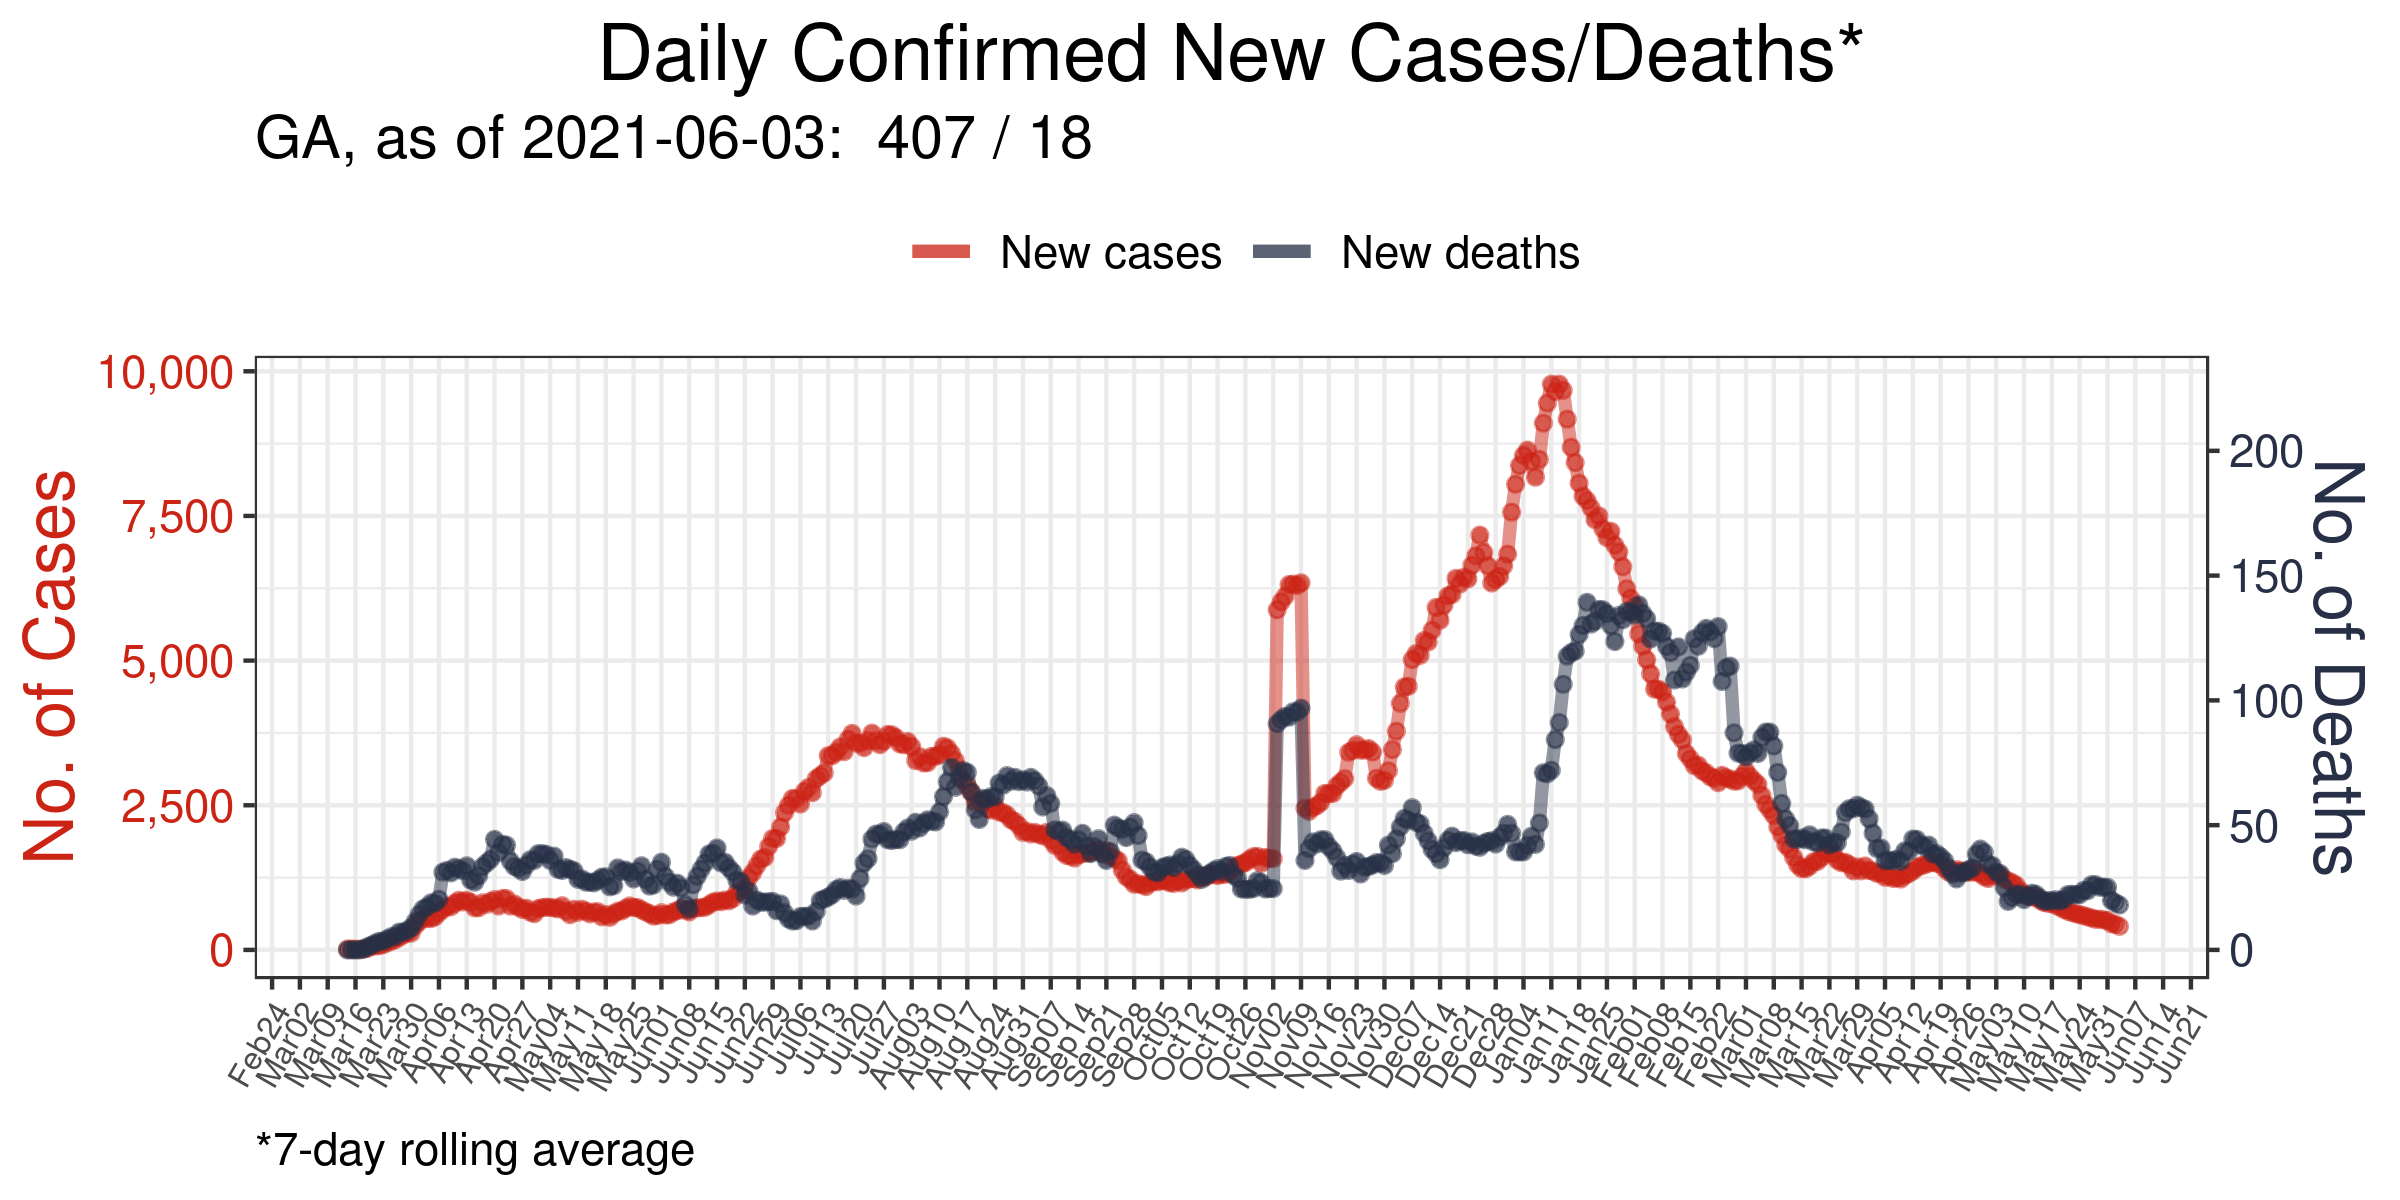 Daily Confirmed New Cases/Deaths*
GA, as of 2021-06-03:  407 / 18
New cases
New deaths
No. of Cases
10,000
7,500
5,000
2,500
0
No. of Deaths
200
150
100
50
0
Feb24
Mar02
Mar09
Mar16
Mar23
Mar30
Apr06
Apr13
Apr20
Apr27
May04
May11
May18
May25
Jun01
Jun08
Jun15
Jun22
Jun29
Jul06
Jul13
Jul20
Jul27
Aug03
Aug10
Aug17
Aug24
Aug31
Sep07
Sep14
Sep21
Sep28
Oct05
Oct12
Oct19
Oct26
Nov02
Nov09
Nov16
Nov23
Nov30
Dec07
Dec14
Dec21
Dec28
Jan04
Jan11
Jan18
Jan25
Feb01
Feb08
Feb15
Feb22
Mar01
Mar08
Mar15
Mar22
Mar29
Apr05
Apr12
Apr19
Apr26
May03
May10
May17
May24
May31
Jun07
Jun14
Jun21
*7-day rolling average